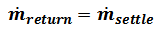 ṁ_return = ṁ_settle